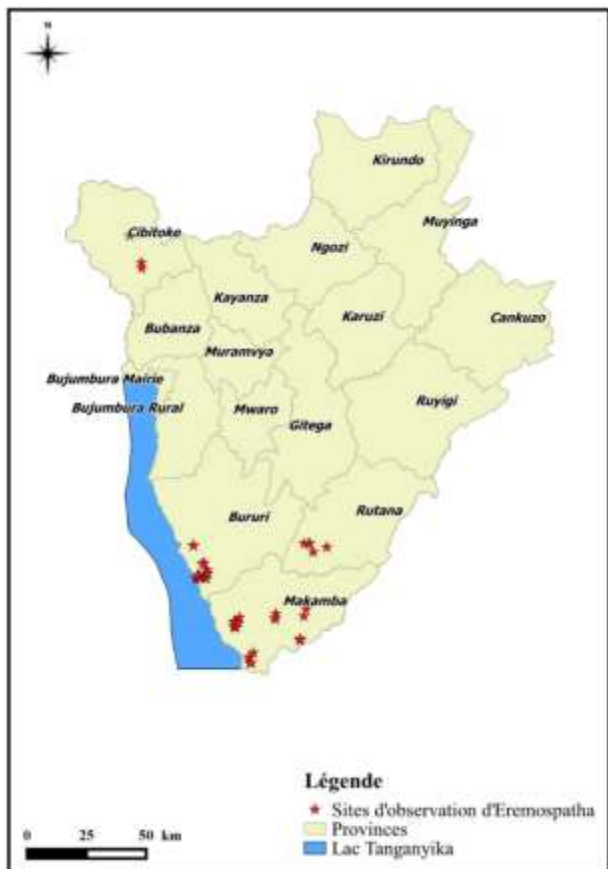 N
Kirundo
Muyinga
Cibitoke
Ngozi
Kayanza
Karuzi
Cankuzo
Bubanza
Muramvya
Bujumbura Mairie
Ruyigi
Bujumbura Rural
Mwaro
Gitega
Bururi
Rutana
Makamba
Légende
Sites d'observation d'Eremospatha
Provinces
Lac Tanganyika
0 25 50 km